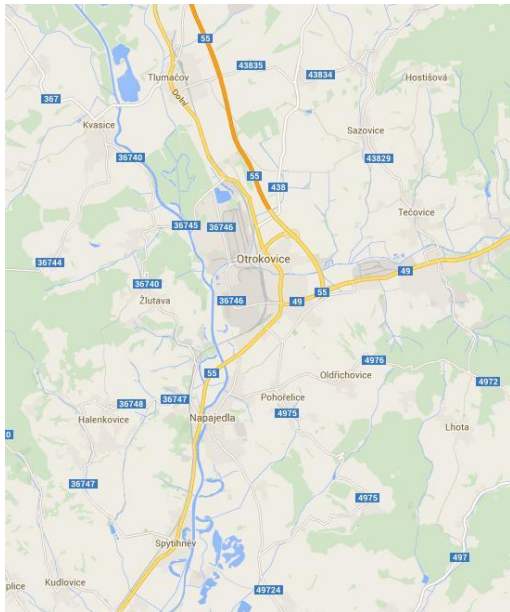 55
43835
43834
Tlumačov
Hostišová
367
Dolní
Kvasice
Sazovice
36740
43829
55
438
36745
36746
Tečovice
36744
Otrokovice
49
36740
55
Žlutava
36746
49
55
4976
Oldřichovice
4972
36747
36748
Pohořelice
4975
Halenkovice
Napajedla
Lhota
0
36747
4975
Spytihněv
497
Kudlovice
49724
plice